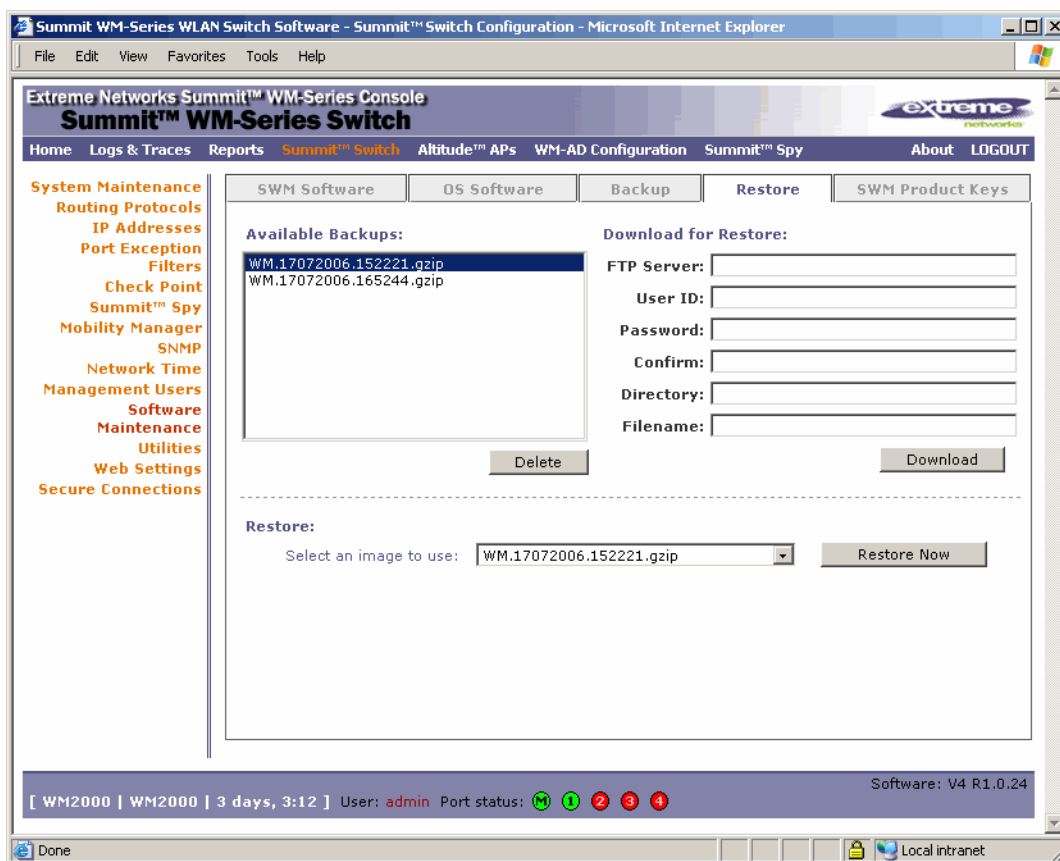 Summit WM-Series WLAN Switch Software - Summit™ Switch Configuration - Microsoft Internet Explorer
File Edit View Favorites Tools Help
Extreme Networks Summit™ WM-Series Console
Summit™ WM-Series Switch
extreme
networks
Home Logs & Traces Reports Summit™ Switch Altitude™ APs WM-AD Configuration Summit™ Spy About LOGOUT
System Maintenance
Routing Protocols
IP Addresses
Port Exception
Filters
Check Point
Summit™ Spy
Mobility Manager
SNMP
Network Time
Management Users
Software
Maintenance
Utilities
Web Settings
Secure Connections
SWM Software OS Software Backup Restore SWM Product Keys
Available Backups:
WM.17072006.152221.gzip
WM.17072006.165244.gzip
Delete
Download for Restore:
FTP Server:
User ID:
Password:
Confirm:
Directory:
Filename:
Download
Restore:
Select an image to use: WM.17072006.152221.gzip Restore Now
Software: V4 R1.0.24
[ WM2000 | WM2000 | 3 days, 3:12 ] User: admin Port status: M 1 2 3 4
Done Local intranet